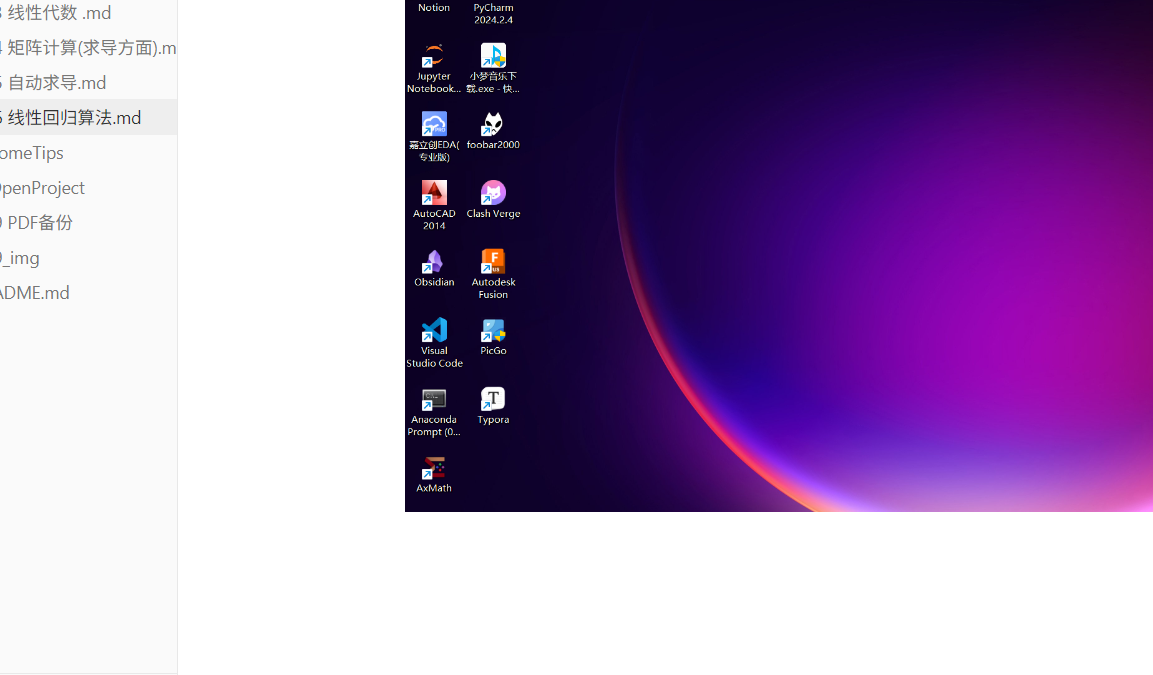 3 线性代数 .md
4 矩阵计算(求导方面).m
5 自动求导.md
6 线性回归算法.md
omeTips
OpenProject
9 PDF备份
9_img
ADME.md
Notion
PyCharm
2024.2.4
Jupyter
Notebook...
小梦音乐下
载.exe - 快...
嘉立创EDA(
专业版)
foobar2000
AutoCAD
2014
Clash Verge
Obsidian
Autodesk
Fusion
Visual
Studio Code
PicGo
Anaconda
Prompt (0...
Typora
AxMath